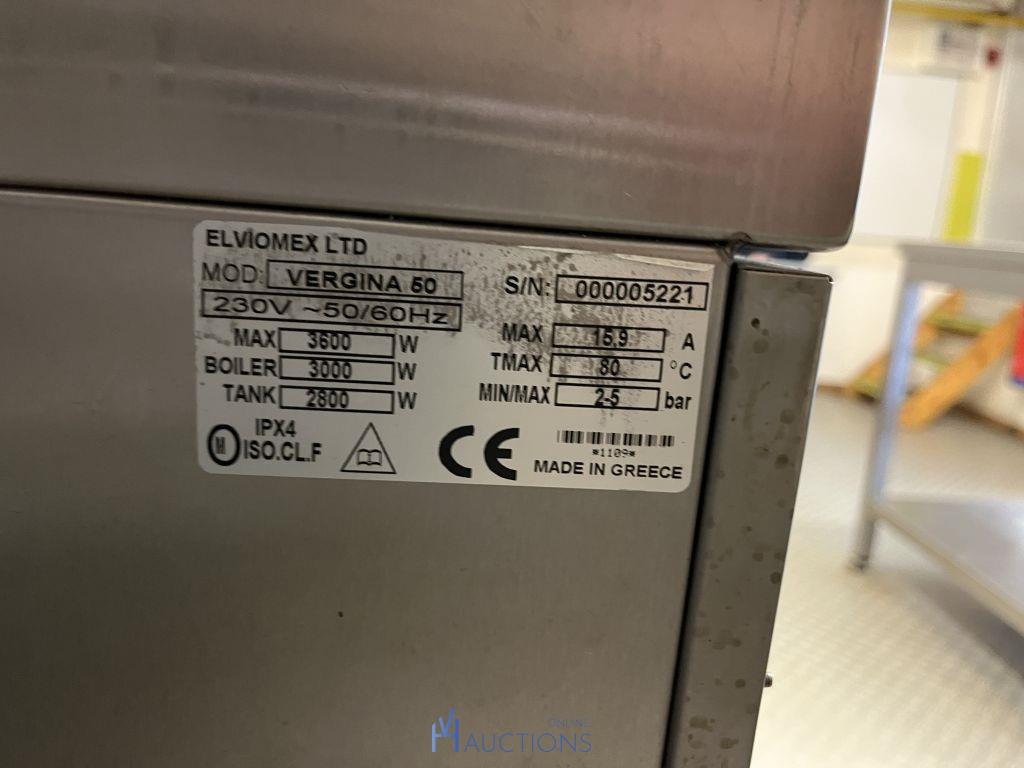 ELVIOMEX LTD
MOD: VERGINA 50 S/N: 000005221
230V ~50/60Hz
MAX 3600 W MAX 15,9 A
BOILER 3000 W TMAX 80 °C
TANK 2800 W MIN/MAX 2-5 bar
IPX4
ISO.CL.F CE *1109*
MADE IN GREECE
ONLINE
AUCTIONS